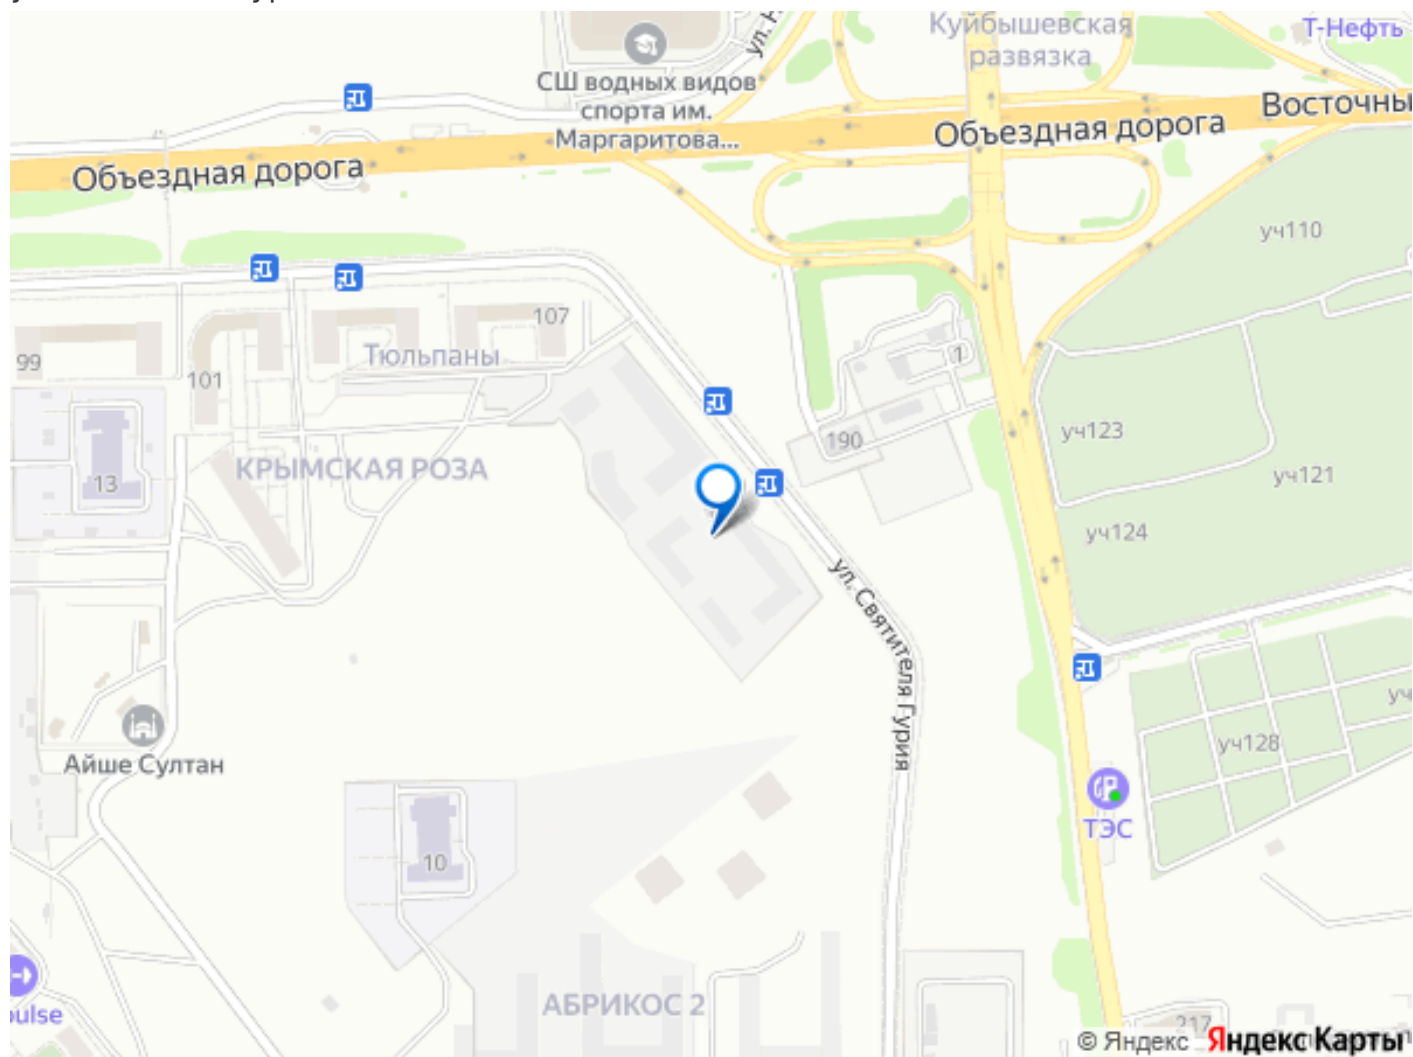 Куйбышевская
развязка
Т-Нефть
СШ водных видов
спорта им.
Маргаритова...
Объездная дорога
Объездная дорога
Восточны
уч110
107
99
Тюльпаны
101
1
190
уч123
КРЫМСКАЯ РОЗА
13
уч121
уч124
ул. Святителя Гурия
уч128
Айше Султан
ТЭС
10
АБРИКОС 2
ulse
217
© Яндекс Яндекс Карты